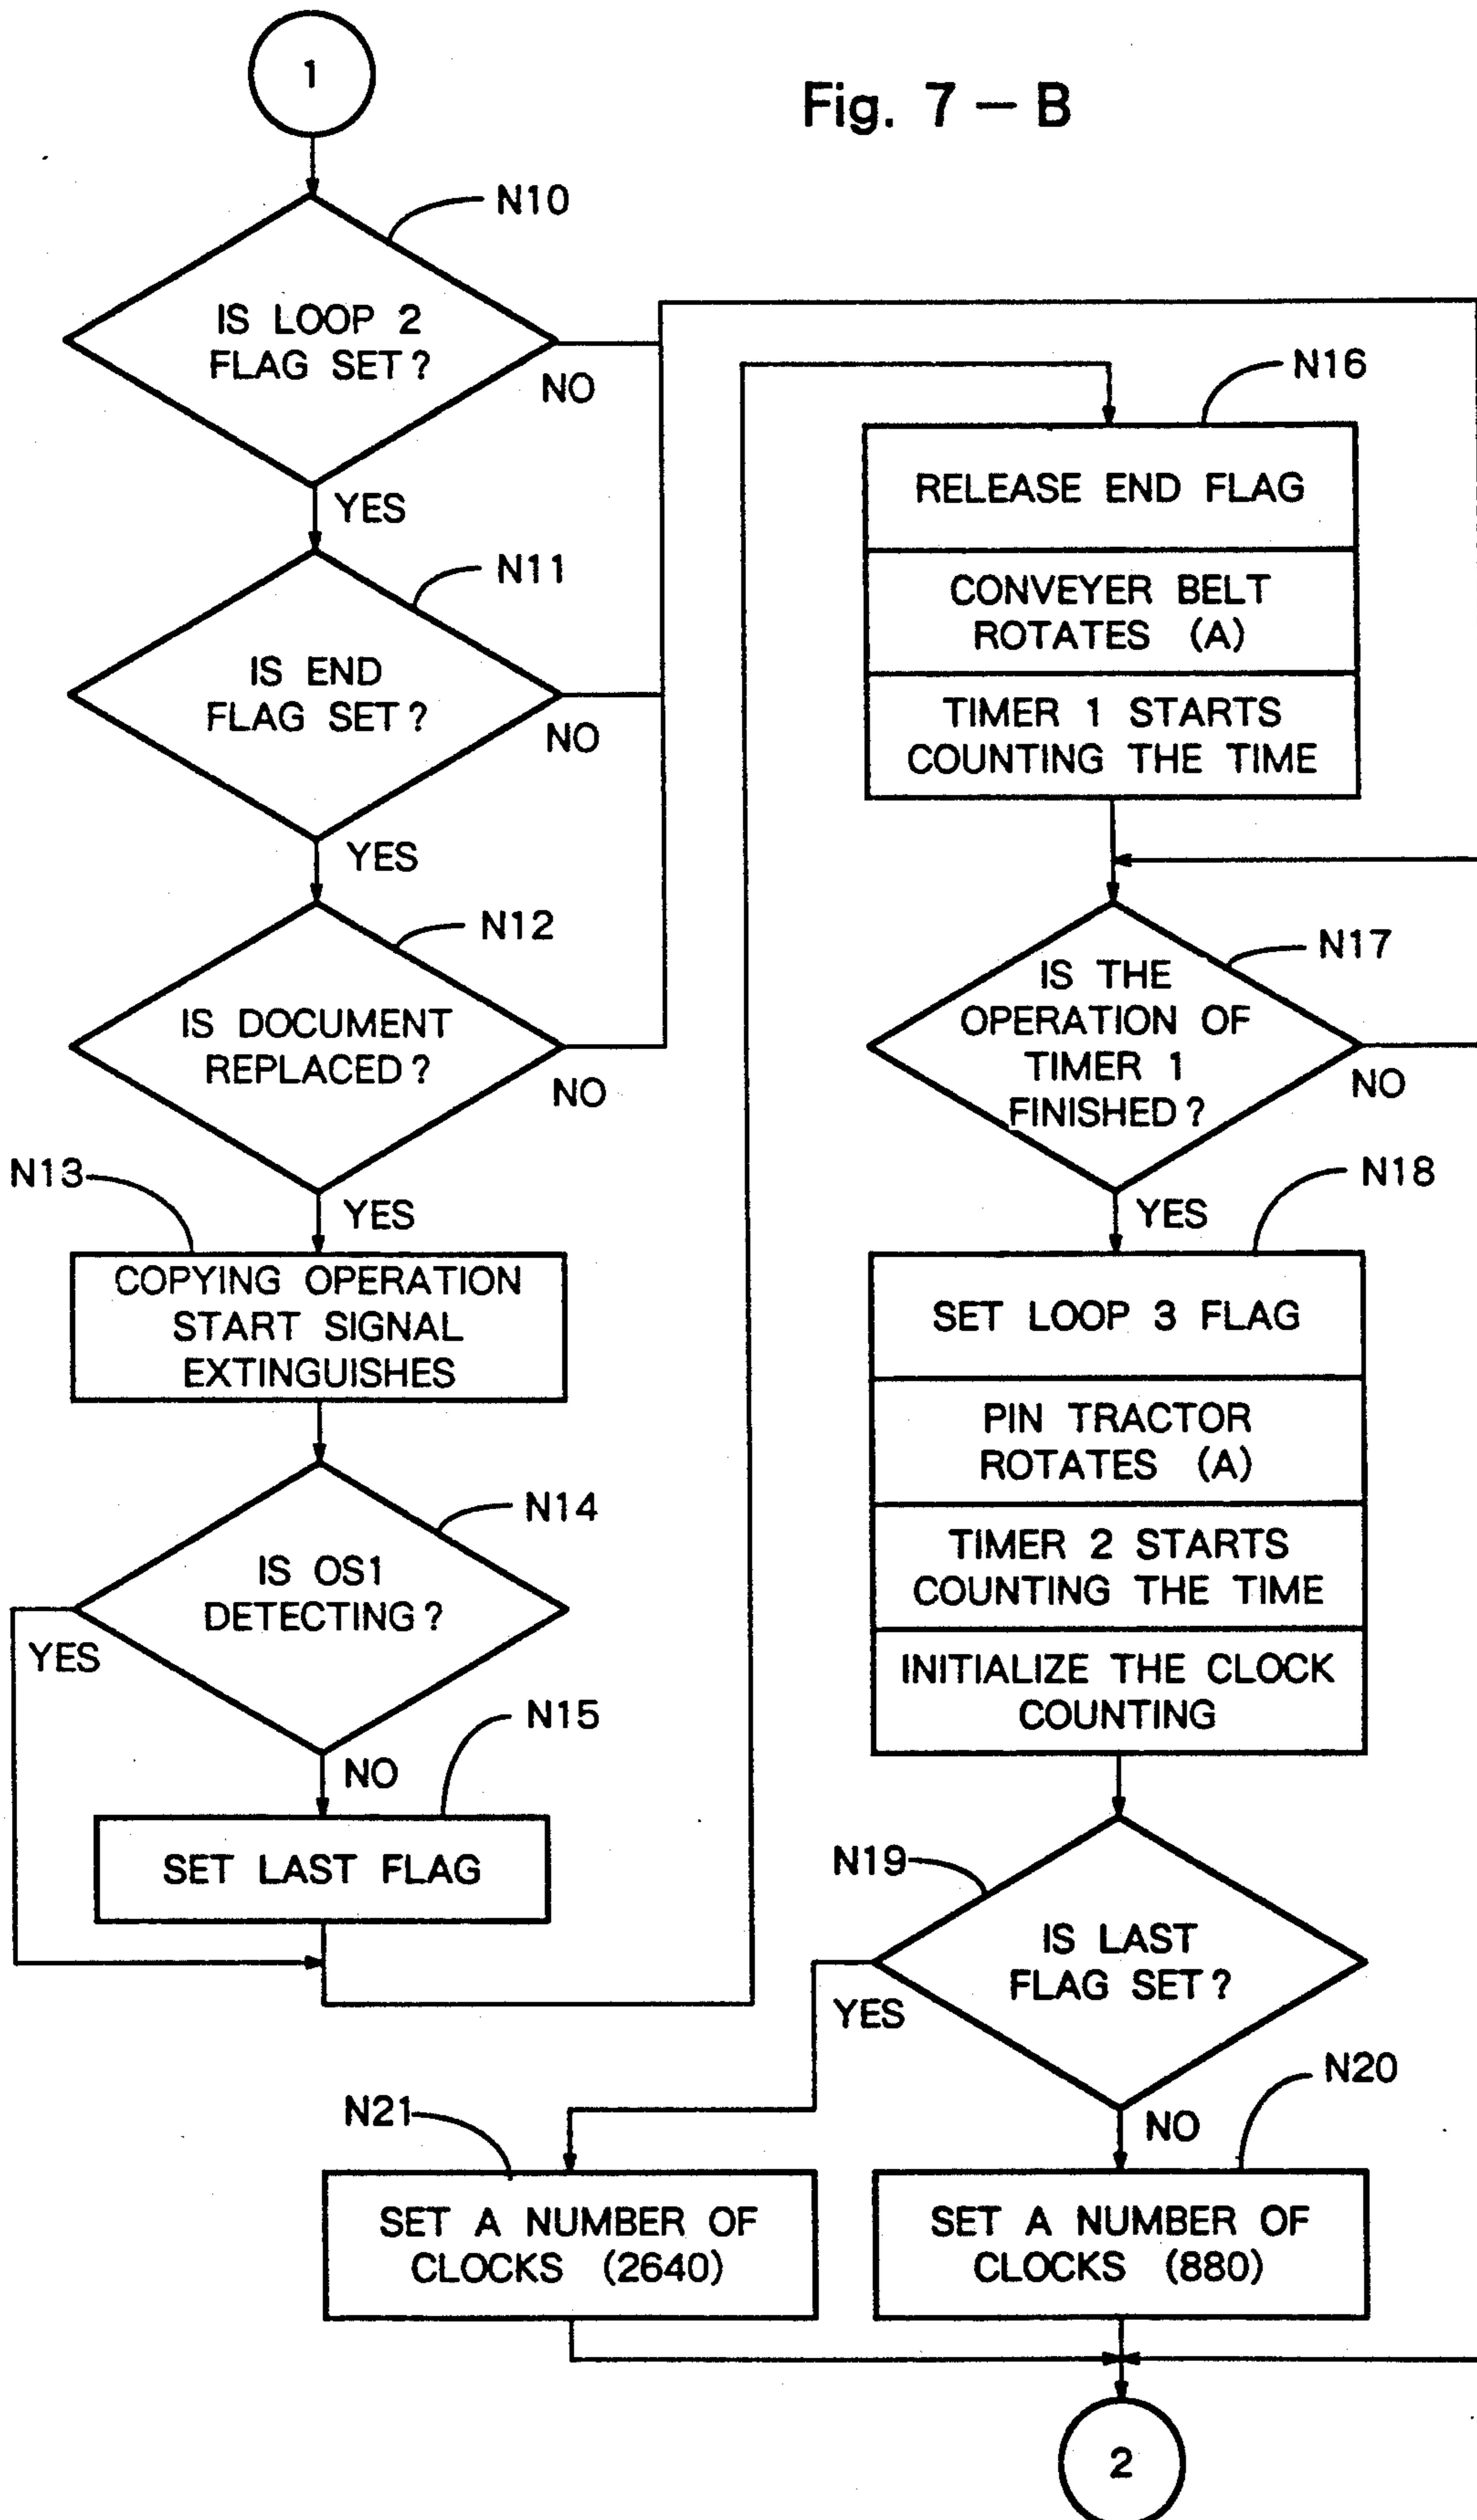 1
Fig. 7 – B
N10
IS LOOP 2
FLAG SET?
NO
YES
N11
IS END
FLAG SET?
NO
YES
N12
IS DOCUMENT
REPLACED?
NO
YES
N13
COPYING OPERATION
START SIGNAL
EXTINGUISHES
N14
IS OS1
DETECTING?
YES
NO
N15
SET LAST FLAG
N16
RELEASE END FLAG
CONVEYER BELT
ROTATES (A)
TIMER 1 STARTS
COUNTING THE TIME
N17
IS THE
OPERATION OF
TIMER 1
FINISHED?
NO
YES
N18
SET LOOP 3 FLAG
PIN TRACTOR
ROTATES (A)
TIMER 2 STARTS
COUNTING THE TIME
INITIALIZE THE CLOCK
COUNTING
N19
IS LAST
FLAG SET?
YES
NO
N20
SET A NUMBER OF
CLOCKS (880)
N21
SET A NUMBER OF
CLOCKS (2640)
2